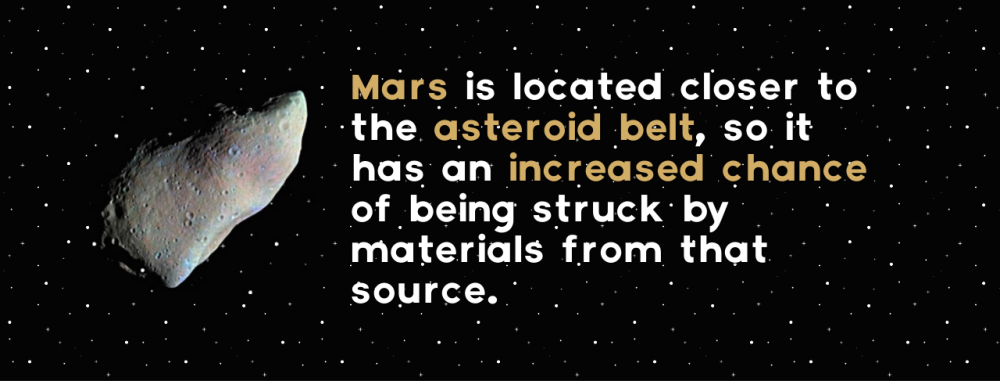 Mars is located closer to
the asteroid belt, so it
has an increased chance
of being struck by
materials from that
source.